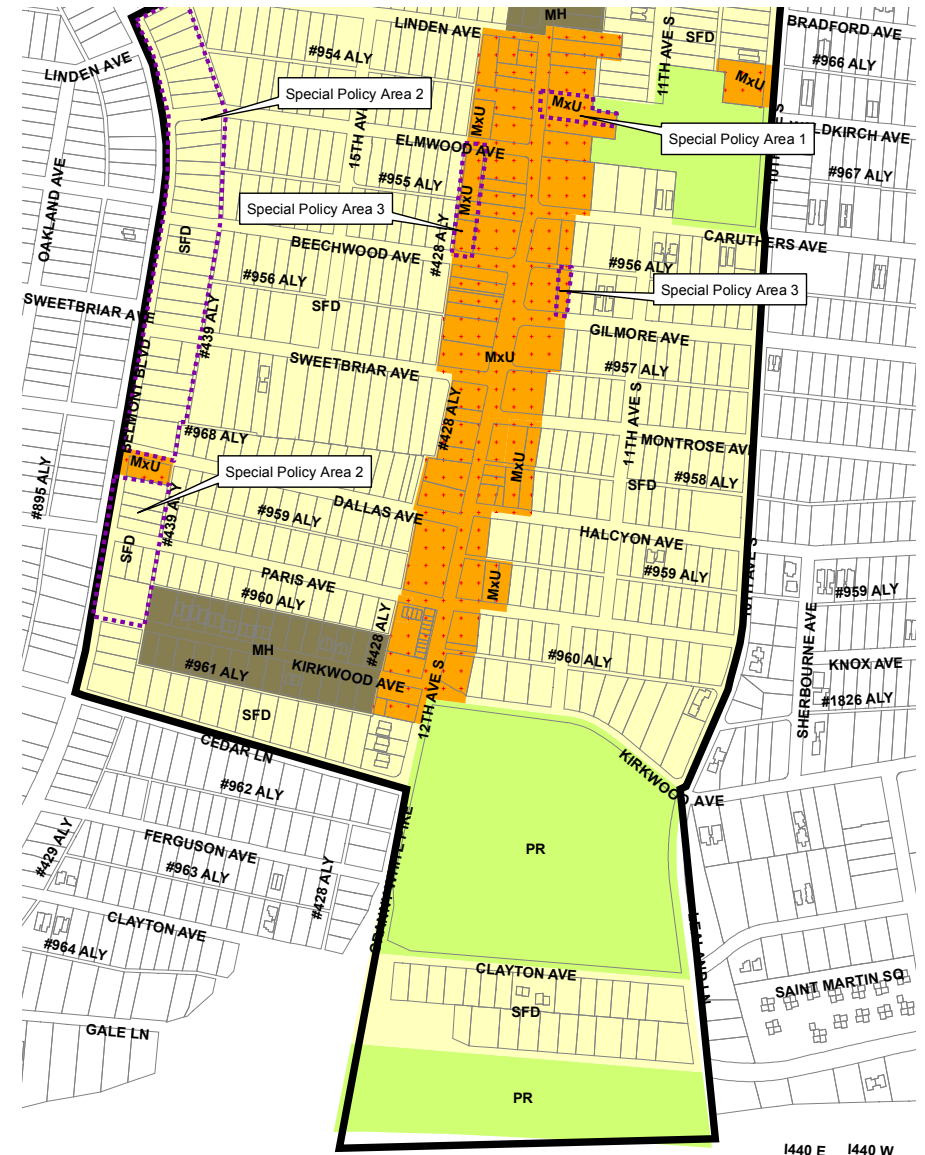 MH
LINDEN AVE
BRADFORD AVE
SFD
11TH AVE S
#954 ALY
#966 ALY
LINDEN AVE
MxU
Special Policy Area 2
MxU
MxU
15TH AVE
ELMWOOD AVE
Special Policy Area 1
#955 ALY
#967 ALY
OAKLAND AVE
MxU
Special Policy Area 3
#428 ALY
SFD
BEECHWOOD AVE
CARUTHERS AVE
#956 ALY
#956 ALY
Special Policy Area 3
SWEETBRIAR AVE
SFD
#439 ALY
GILMORE AVE
MxU
SWEETBRIAR AVE
#957 ALY
BELMONT BLVD
#428 ALY
11TH AVE S
#968 ALY
MONTROSE AVE
MxU
MxU
Special Policy Area 2
#958 ALY
#895 ALY
SFD
DALLAS AVE
#439 ALY
#959 ALY
HALCYON AVE
SFD
#959 ALY
PARIS AVE
MxU
#959 ALY
#960 ALY
#428 ALY
SHERBOURNE AVE
MH
#960 ALY
KNOX AVE
#961 ALY
KIRKWOOD AVE
#1826 ALY
12TH AVE S
SFD
CEDAR LN
KIRKWOOD AVE
#962 ALY
#429 ALY
FERGUSON AVE
PR
#963 ALY
#428 ALY
CLAYTON AVE
GRANNY WHITE PIKE
#964 ALY
LEALAND LN
CLAYTON AVE
SAINT MARTIN SQ
SFD
GALE LN
PR
I440 E
I440 W